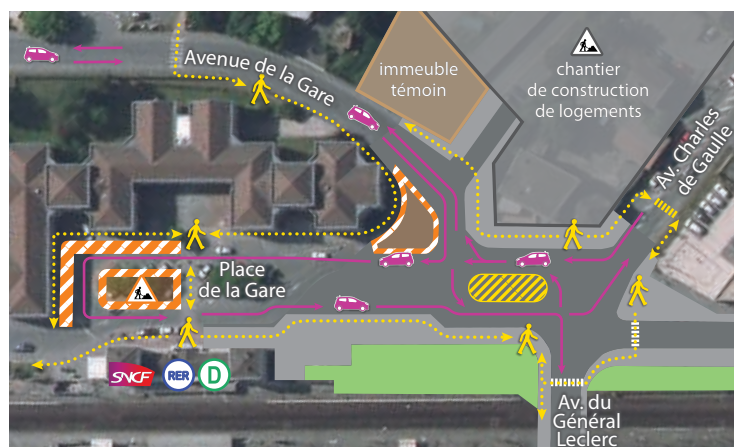 Avenue de la Gare
immeuble
témoin
chantier
de construction
de logements
Av. Charles
de Gaulle
Place
de la Gare
SNCF
RER
D
Av. du
Général
Leclerc